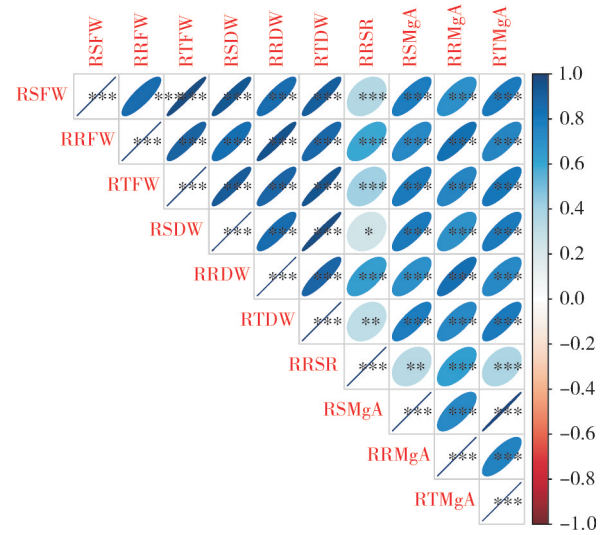 RSFW RRFW RTFW RSDW RRDW RTDW RRSR RSMgA RRMgA RTMgA
RSFW *** *** *** *** *** *** *** *** *** *** 1.0
RRFW *** *** *** *** *** *** *** *** *** 0.8
RTFW *** *** *** *** *** *** *** *** 0.6
RSDW *** *** *** * *** *** *** 0.4
RRDW *** *** *** *** *** *** 0.2
RTDW *** ** *** *** *** 0.0
RRSR *** ** *** *** −0.2
RSMgA *** *** *** −0.4
RRMgA *** *** −0.6
RTMgA *** −0.8
−1.0